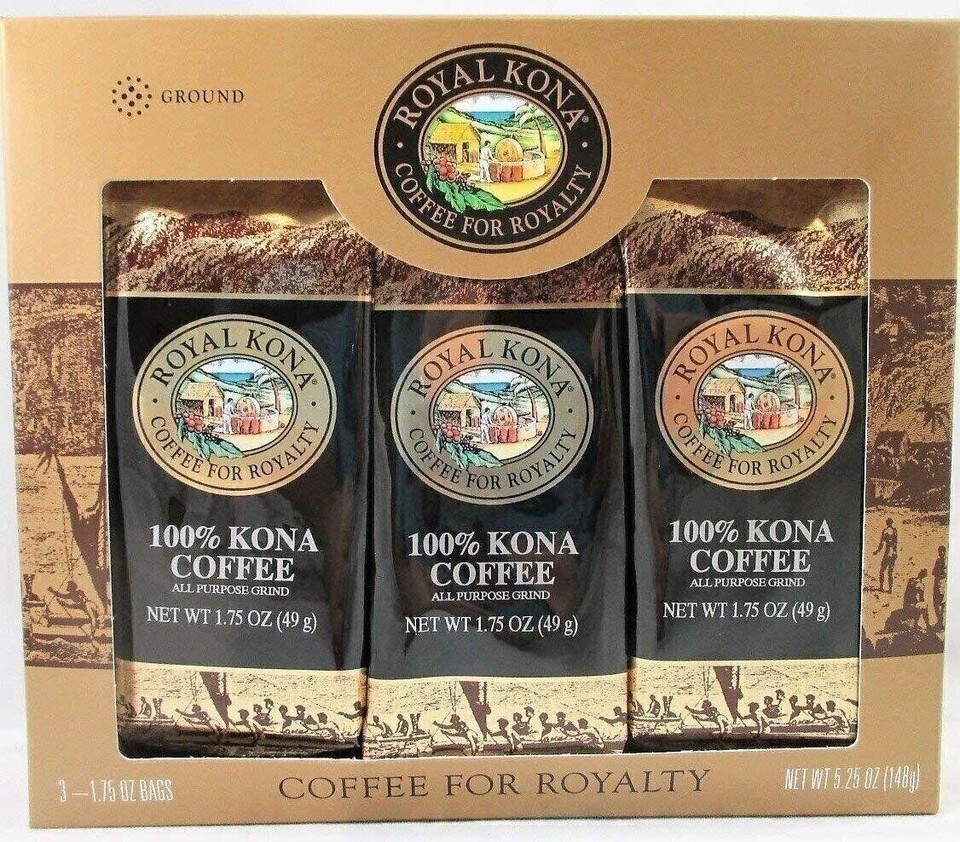 GROUND
ROYAL KONA®
COFFEE FOR ROYALTY
ROYAL KONA®
COFFEE FOR ROYALTY
100% KONA
COFFEE
ALL PURPOSE GRIND
NET WT 1.75 OZ (49 g)
ROYAL KONA®
COFFEE FOR ROYALTY
100% KONA
COFFEE
ALL PURPOSE GRIND
NET WT 1.75 OZ (49 g)
ROYAL KONA®
COFFEE FOR ROYALTY
100% KONA
COFFEE
ALL PURPOSE GRIND
NET WT 1.75 OZ (49 g)
3 — 1.75 OZ BAGS
COFFEE FOR ROYALTY
NET WT 5.25 OZ (148g)